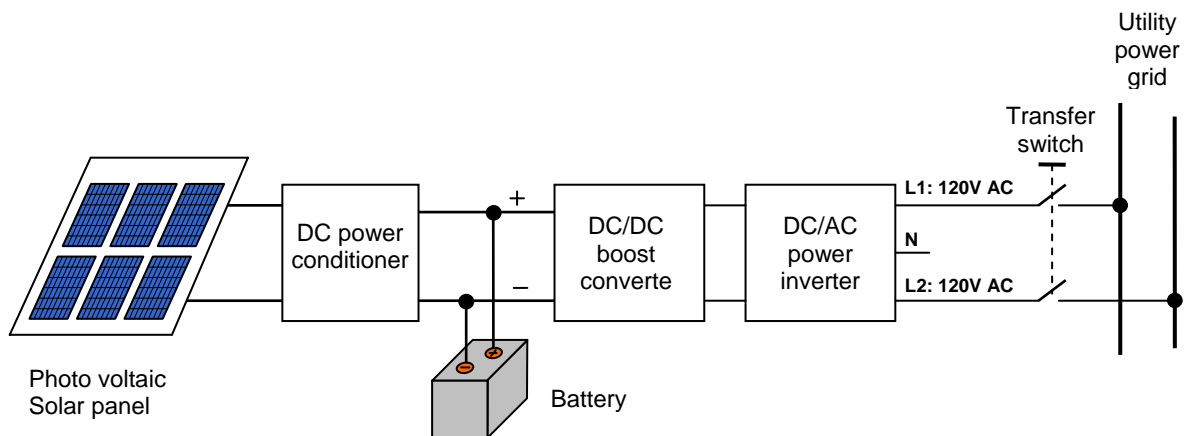 Utility
power
grid
Transfer
switch
L1: 120V AC
DC power
conditioner
+
DC/DC
boost
converte
DC/AC
power
inverter
N
−
L2: 120V AC
Photo voltaic
Solar panel
Battery